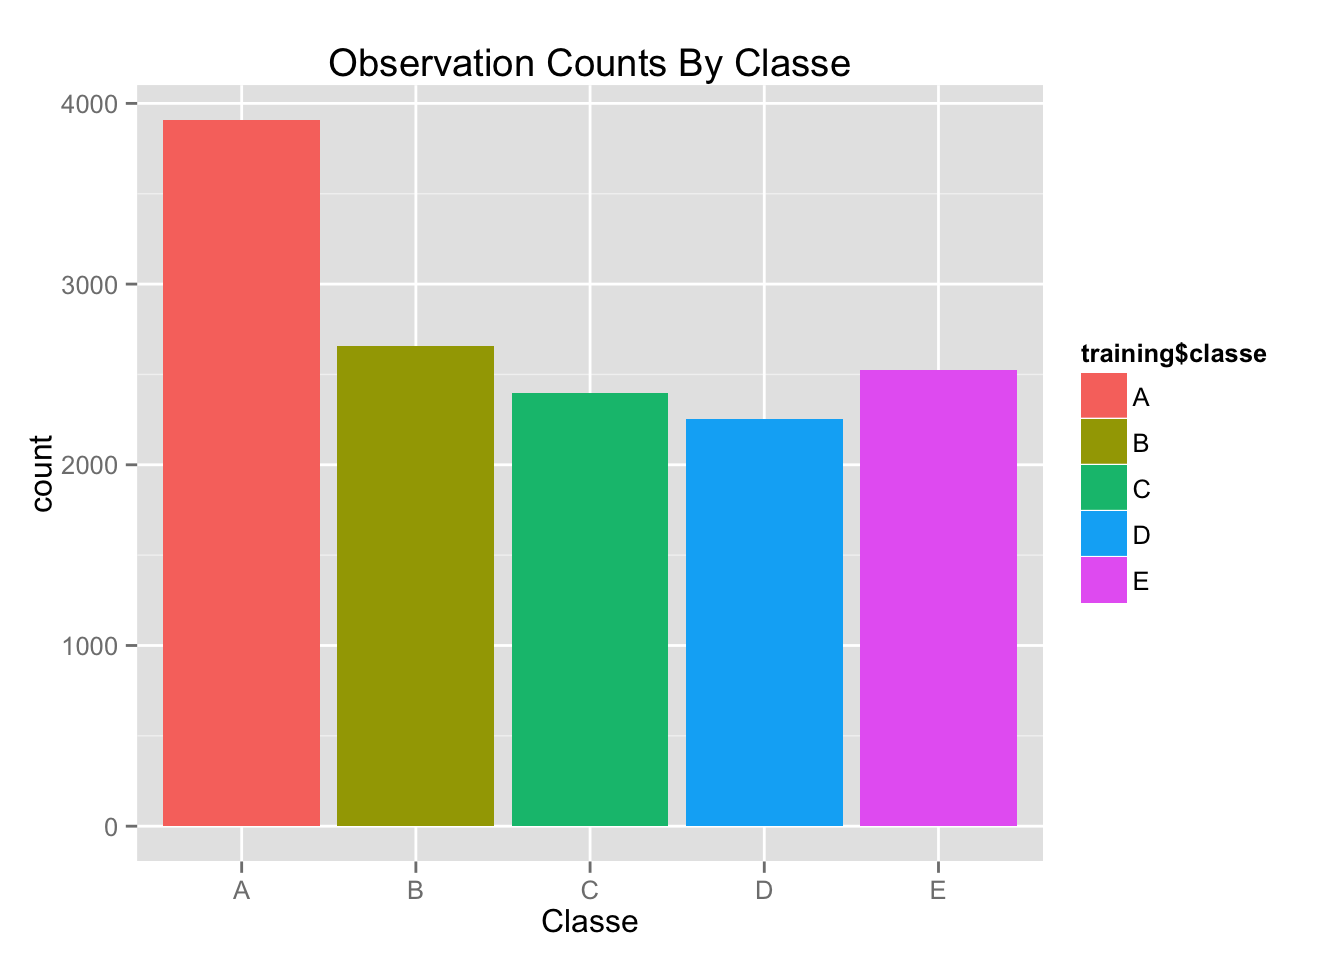 Observation Counts By Classe
count
4000
3000
2000
1000
0
A
B
C
D
E
Classe
training$classe
A
B
C
D
E